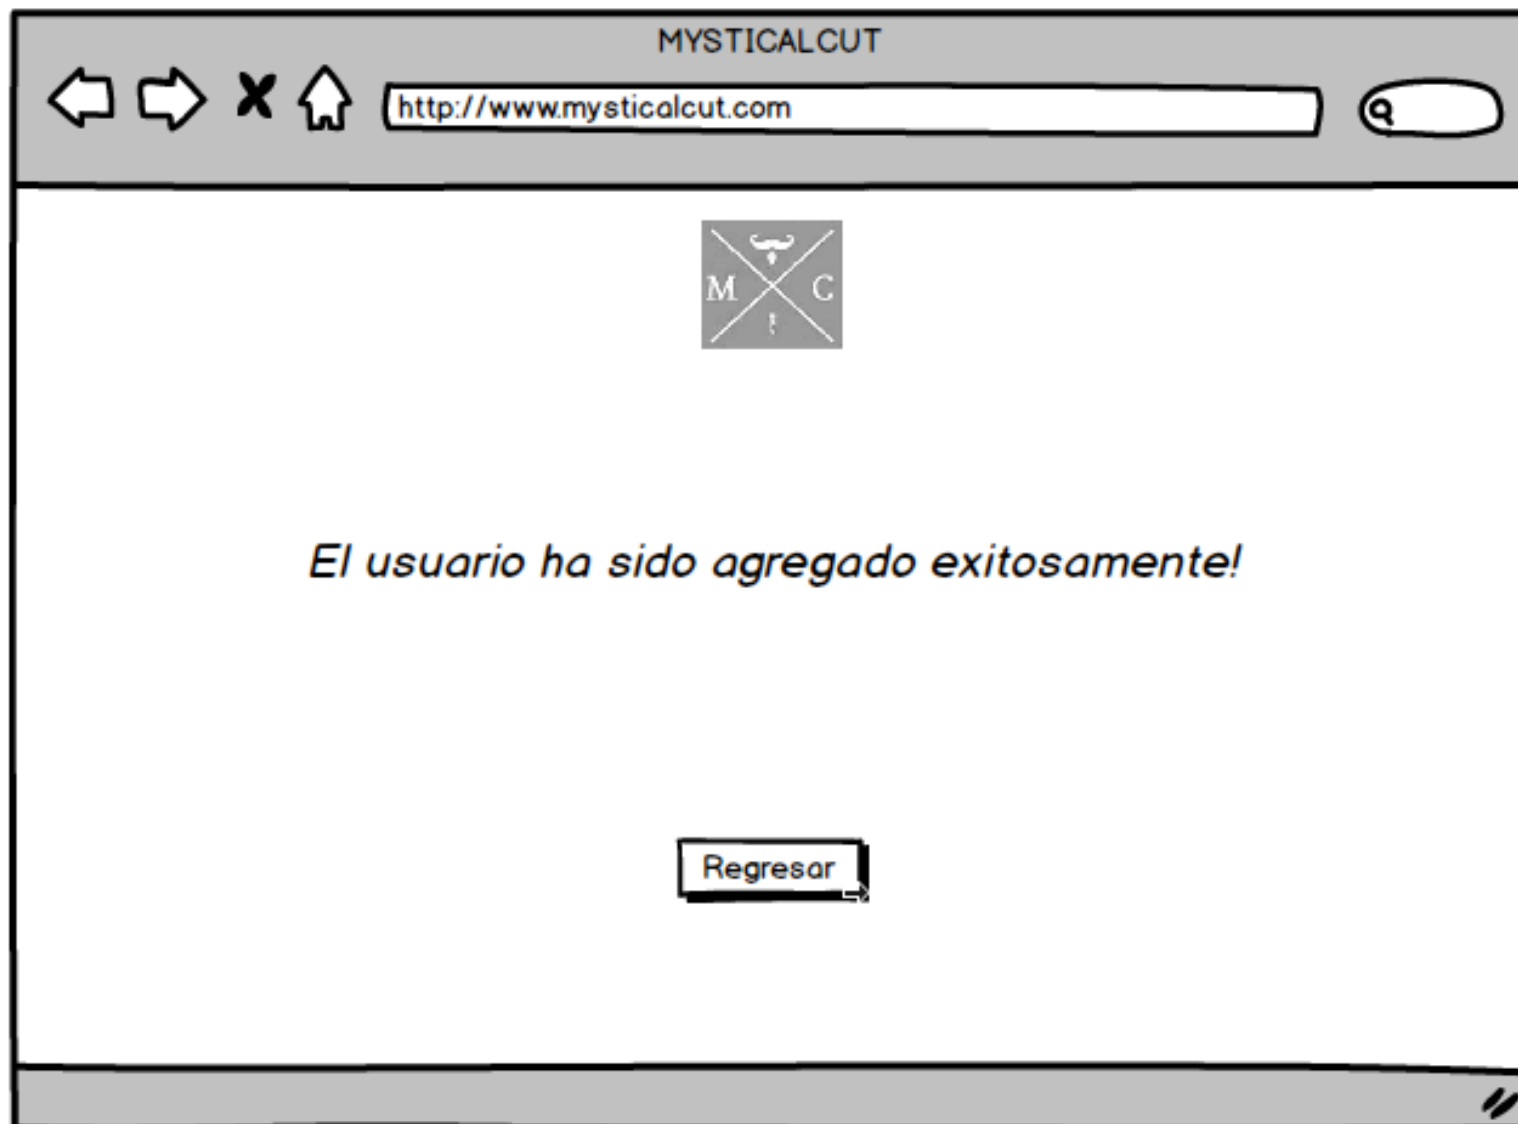 MYSTICALCUT
http://www.mysticalcut.com
M C
El usuario ha sido agregado exitosamente!
Regresar